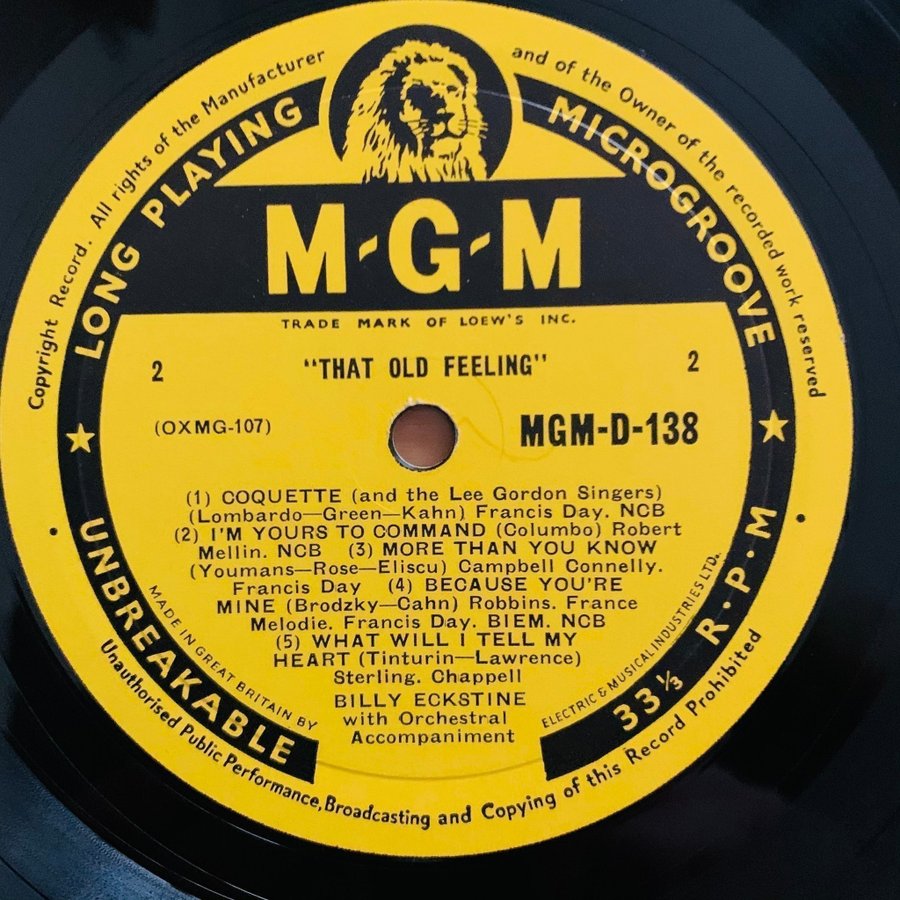 Copyright Record. All rights of the Manufacturer and of the Owner of the recorded work reserved
LONG PLAYING
MICROGROOVE
M-G-M
TRADE MARK OF LOEW'S INC.
2 "THAT OLD FEELING" 2
(OXMG-107) MGM-D-138
(1) COQUETTE (and the Lee Gordon Singers)
(Lombardo—Green—Kahn) Francis Day. NCB
(2) I'M YOURS TO COMMAND (Columbo) Robert
Mellin. NCB (3) MORE THAN YOU KNOW
(Youmans—Rose—Eliscu) Campbell Connelly.
Francis Day (4) BECAUSE YOU'RE
MINE (Brodzky—Cahn) Robbins. France
Melodie. Francis Day. BIEM. NCB
(5) WHAT WILL I TELL MY
HEART (Tinturin—Lawrence)
Sterling. Chappell
BILLY ECKSTINE
with Orchestral
Accompaniment
MADE IN GREAT BRITAIN BY
ELECTRIC & MUSICAL INDUSTRIES LTD.
UNBREAKABLE
33⅓ R·P·M
Unauthorised Public Performance, Broadcasting and Copying of this Record Prohibited